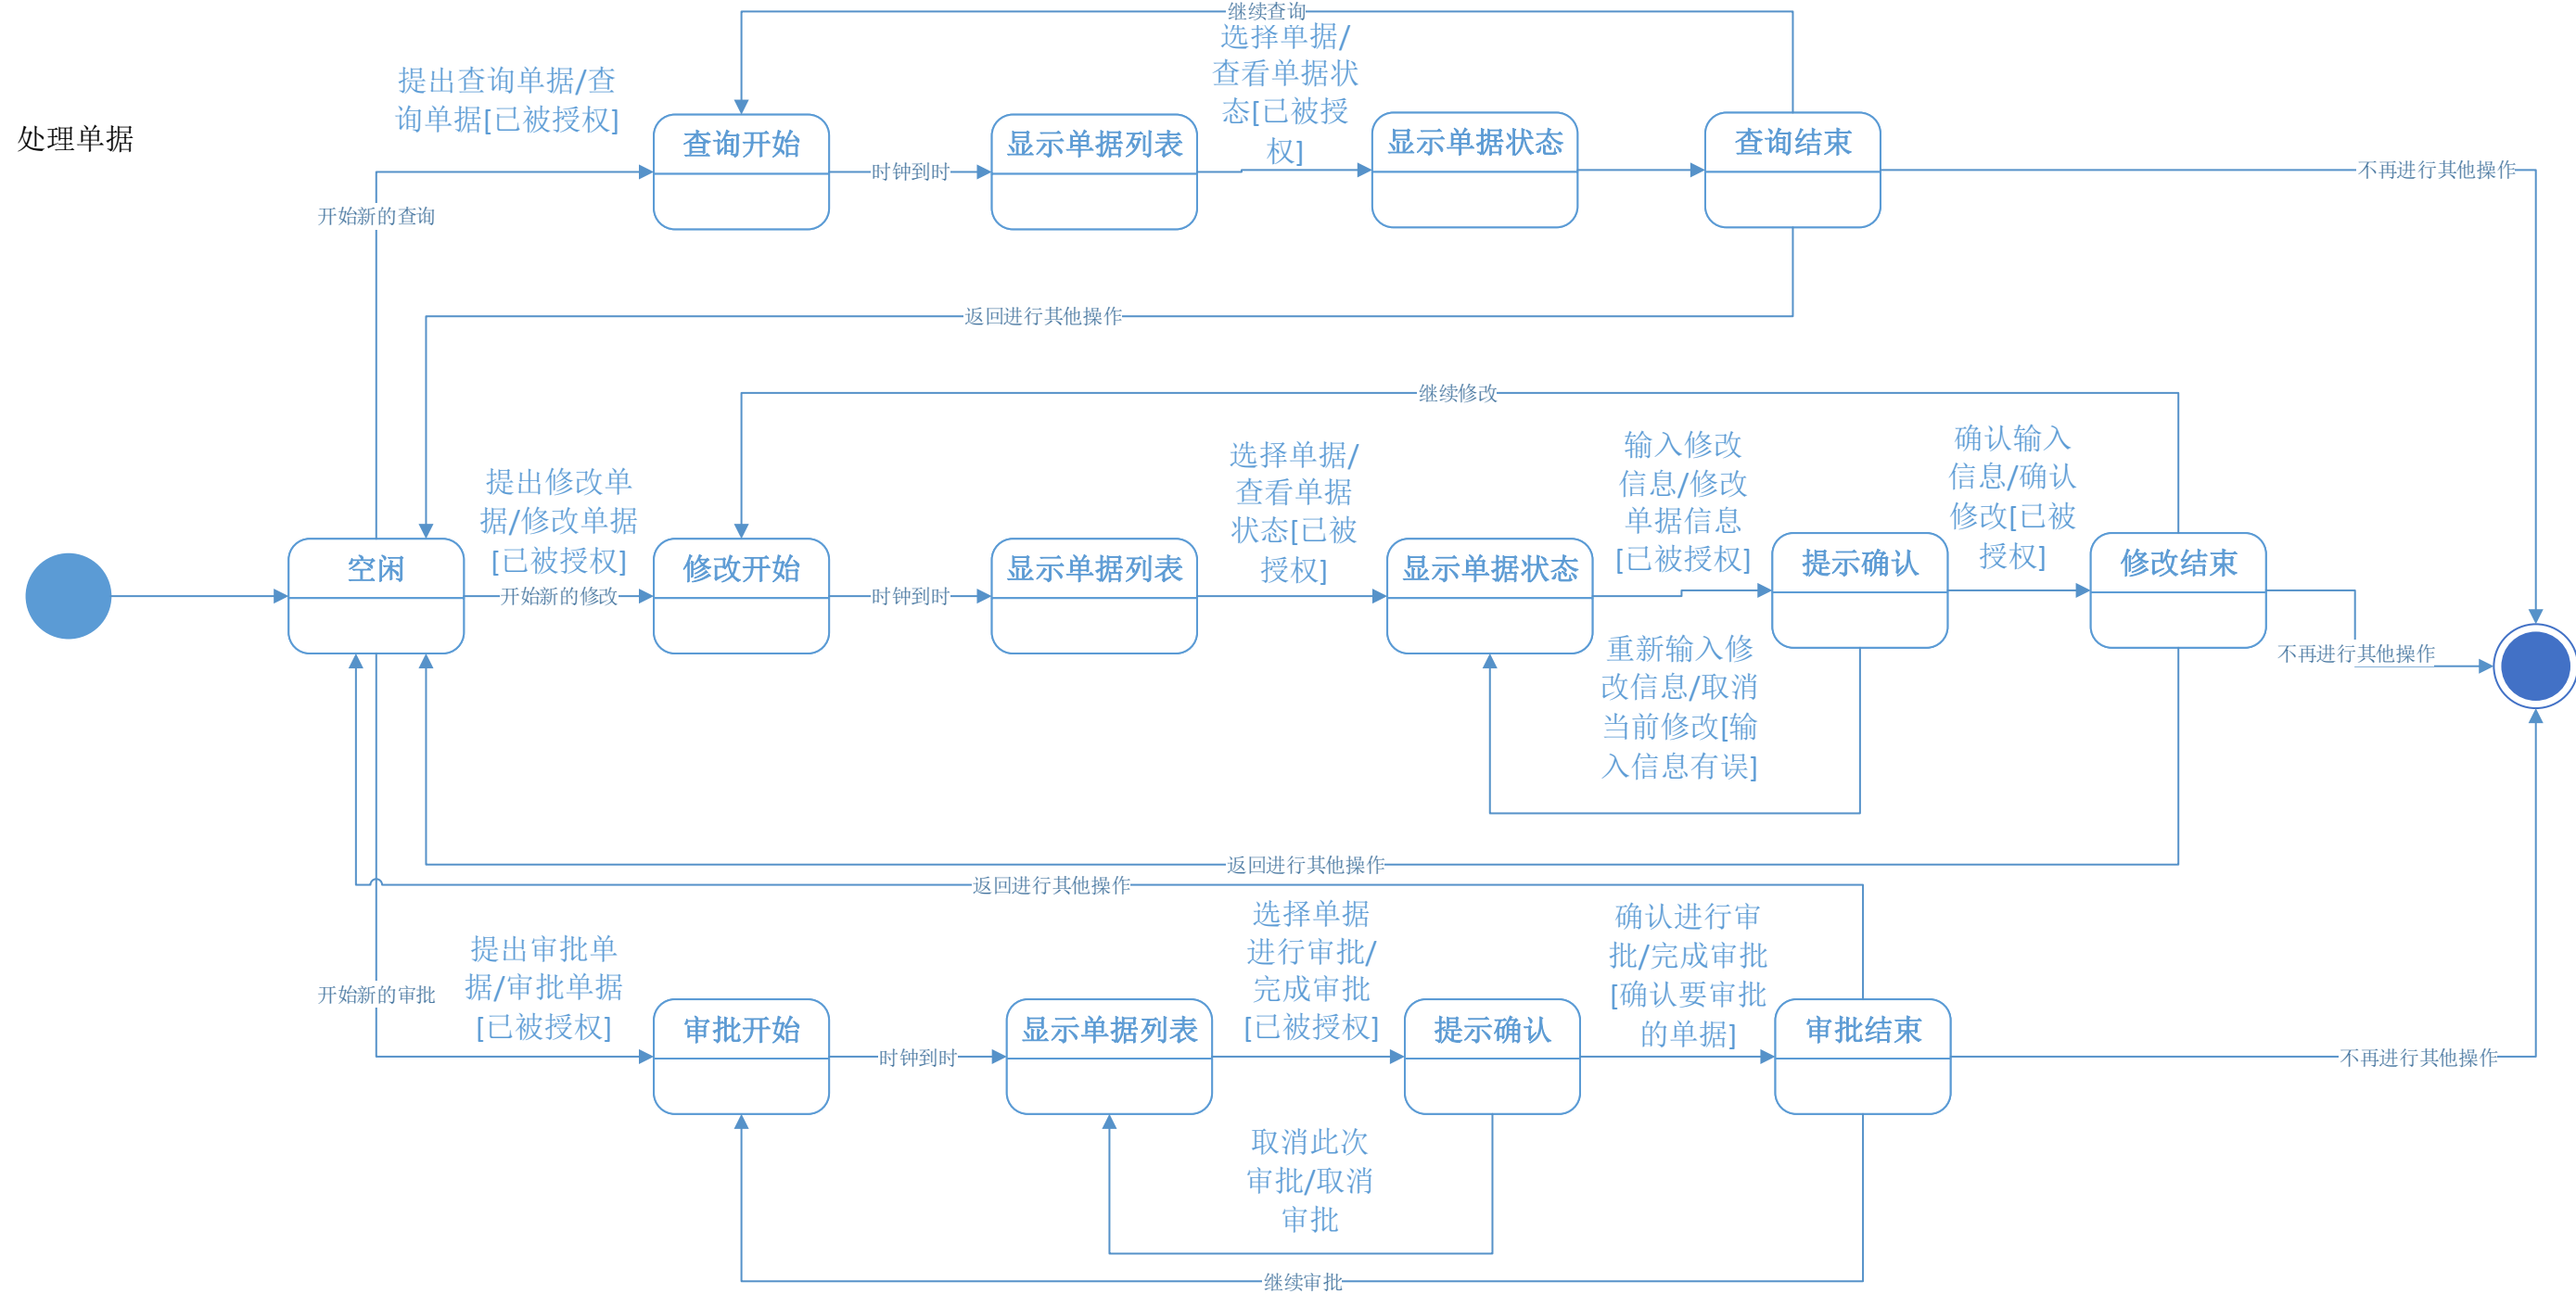 继续查询
选择单据/
查看单据状
态[已被授
权]
提出查询单据/查
询单据[已被授权]
处理单据
查询开始
时钟到时
显示单据列表
显示单据状态
查询结束
不再进行其他操作
开始新的查询
返回进行其他操作
继续修改
提出修改单
据/修改单据
[已被授权]
选择单据/
查看单据
状态[已被
授权]
输入修改
信息/修改
单据信息
[已被授权]
确认输入
信息/确认
修改[已被
授权]
空闲
开始新的修改
修改开始
时钟到时
显示单据列表
显示单据状态
提示确认
修改结束
不再进行其他操作
重新输入修
改信息/取消
当前修改[输
入信息有误]
返回进行其他操作
返回进行其他操作
提出审批单
据/审批单据
[已被授权]
开始新的审批
选择单据
进行审批/
完成审批
[已被授权]
确认进行审
批/完成审批
[确认要审批
的单据]
审批开始
时钟到时
显示单据列表
提示确认
审批结束
不再进行其他操作
取消此次
审批/取消
审批
继续审批